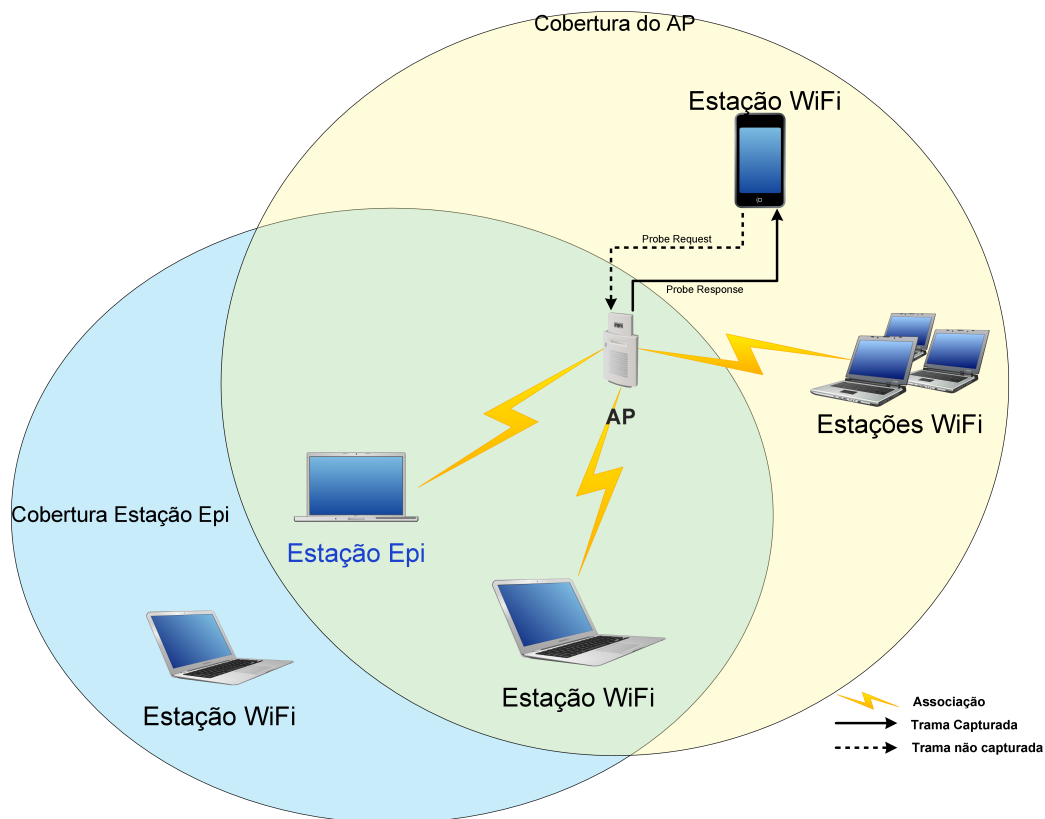 Cobertura do AP
Estação WiFi
Probe Request
Probe Response
AP
Estações WiFi
Cobertura Estação Epi
Estação Epi
Estação WiFi
Estação WiFi
Associação
Trama Capturada
Trama não capturada